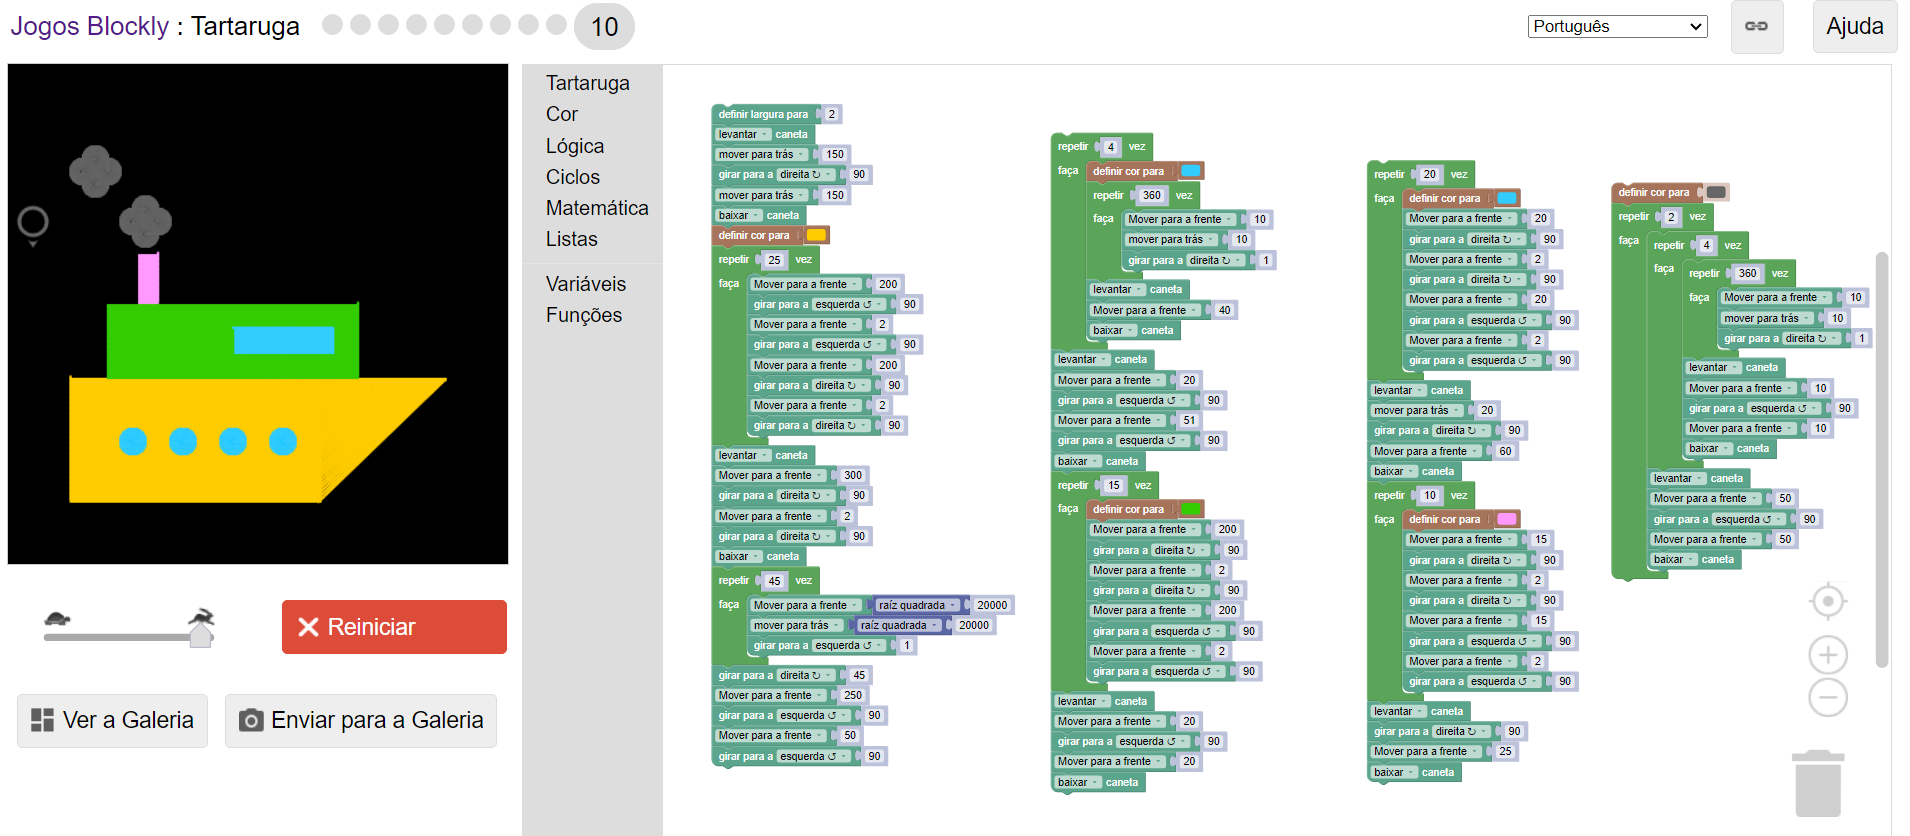 Jogos Blockly : Tartaruga 10
Português
Ajuda
Tartaruga
Cor
Lógica
Ciclos
Matemática
Listas
Variáveis
Funções
Reiniciar
Ver a Galeria
Enviar para a Galeria
definir largura para 2
levantar caneta
mover para trás 150
girar para a direita ↻ 90
mover para trás 150
baixar caneta
definir cor para
repetir 25 vez
faça Mover para a frente 200
girar para a esquerda ↺ 90
Mover para a frente 2
girar para a esquerda ↺ 90
Mover para a frente 200
girar para a direita ↻ 90
Mover para a frente 2
girar para a direita ↻ 90
levantar caneta
Mover para a frente 300
girar para a direita ↻ 90
Mover para a frente 2
girar para a direita ↻ 90
baixar caneta
repetir 45 vez
faça Mover para a frente raíz quadrada 20000
mover para trás raíz quadrada 20000
girar para a esquerda ↺ 1
girar para a direita ↻ 45
Mover para a frente 250
girar para a esquerda ↺ 90
Mover para a frente 50
girar para a esquerda ↺ 90
repetir 4 vez
faça definir cor para
repetir 360 vez
faça Mover para a frente 10
mover para trás 10
girar para a direita ↻ 1
levantar caneta
Mover para a frente 40
baixar caneta
levantar caneta
Mover para a frente 20
girar para a esquerda ↺ 90
Mover para a frente 51
girar para a esquerda ↺ 90
baixar caneta
repetir 15 vez
faça definir cor para
Mover para a frente 200
girar para a direita ↻ 90
Mover para a frente 2
girar para a direita ↻ 90
Mover para a frente 200
girar para a esquerda ↺ 90
Mover para a frente 2
girar para a esquerda ↺ 90
levantar caneta
Mover para a frente 20
girar para a esquerda ↺ 90
Mover para a frente 20
baixar caneta
repetir 20 vez
faça definir cor para
Mover para a frente 20
girar para a direita ↻ 90
Mover para a frente 2
girar para a direita ↻ 90
Mover para a frente 20
girar para a esquerda ↺ 90
Mover para a frente 2
girar para a esquerda ↺ 90
levantar caneta
mover para trás 20
girar para a direita ↻ 90
Mover para a frente 60
baixar caneta
repetir 10 vez
faça definir cor para
Mover para a frente 15
girar para a direita ↻ 90
Mover para a frente 2
girar para a direita ↻ 90
Mover para a frente 15
girar para a esquerda ↺ 90
Mover para a frente 2
girar para a esquerda ↺ 90
levantar caneta
girar para a direita ↻ 90
Mover para a frente 25
baixar caneta
definir cor para
repetir 2 vez
faça repetir 4 vez
faça repetir 360 vez
faça Mover para a frente 10
mover para trás 10
girar para a direita ↻ 1
levantar caneta
Mover para a frente 10
girar para a esquerda ↺ 90
Mover para a frente 10
baixar caneta
levantar caneta
Mover para a frente 50
girar para a esquerda ↺ 90
Mover para a frente 50
baixar caneta